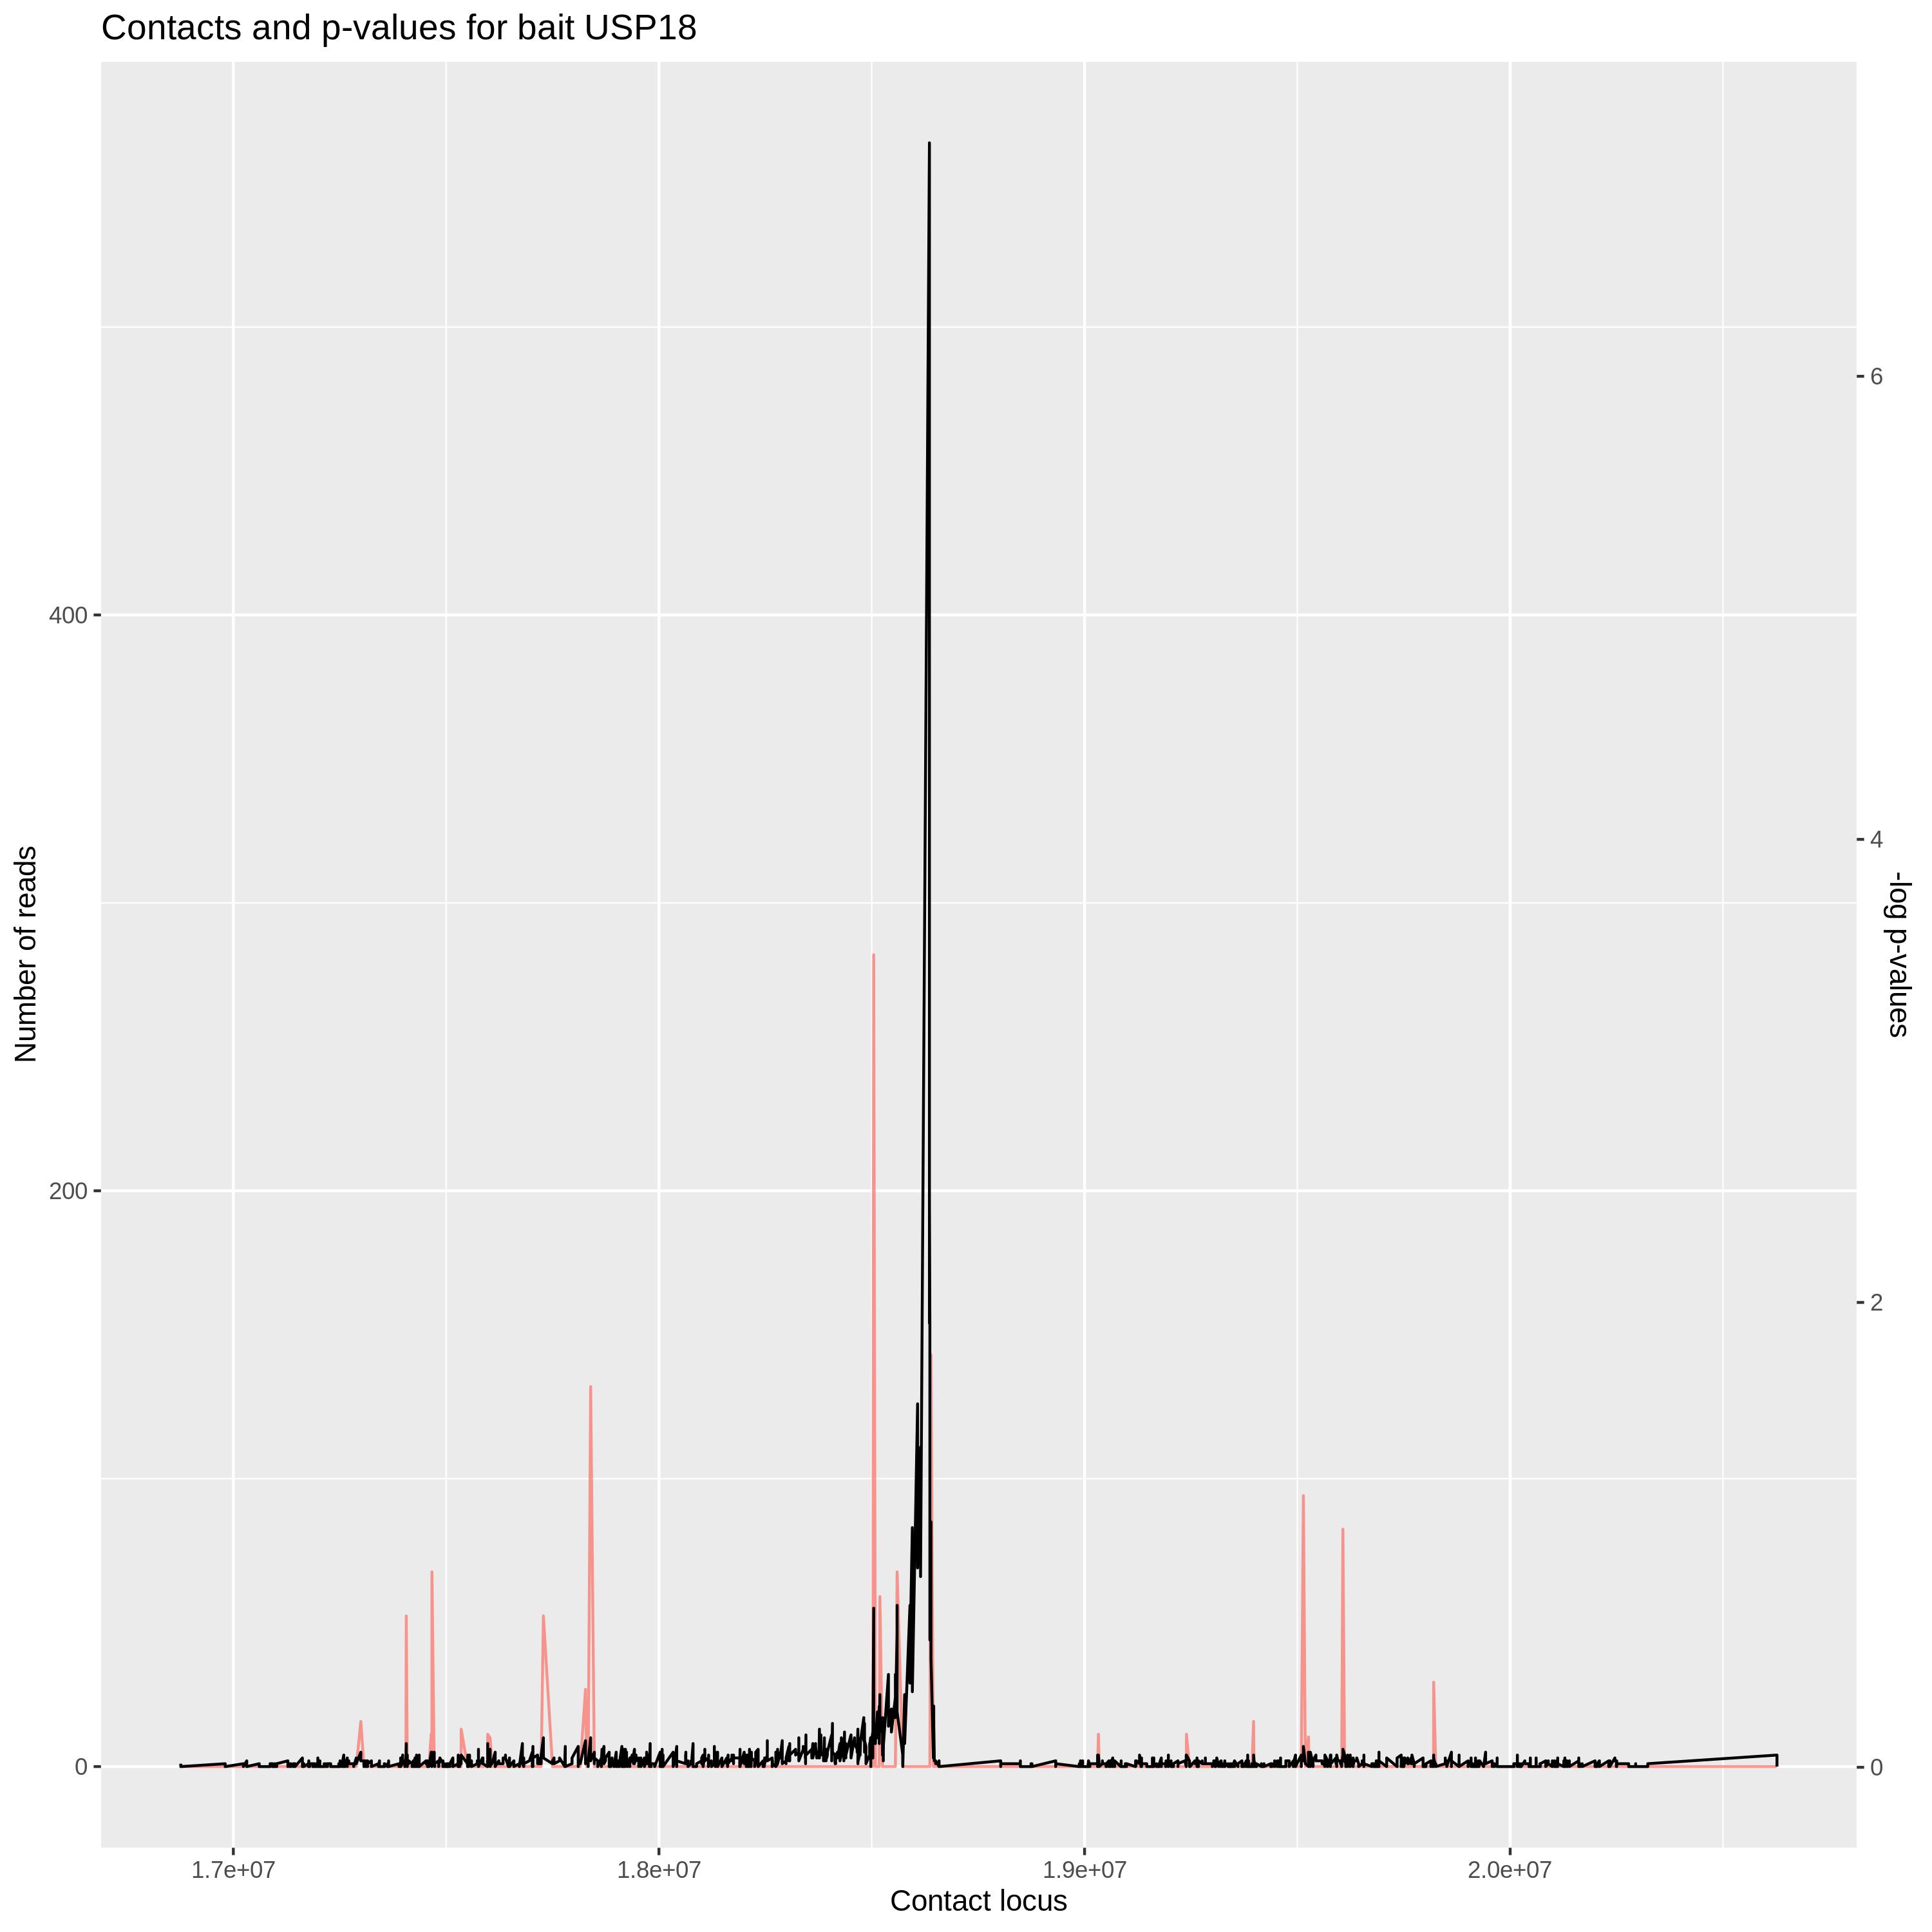 Contacts and p-values for bait USP18
Number of reads
400
200
0
6
4
2
0
-log p-values
1.7e+07
1.8e+07
1.9e+07
2.0e+07
Contact locus